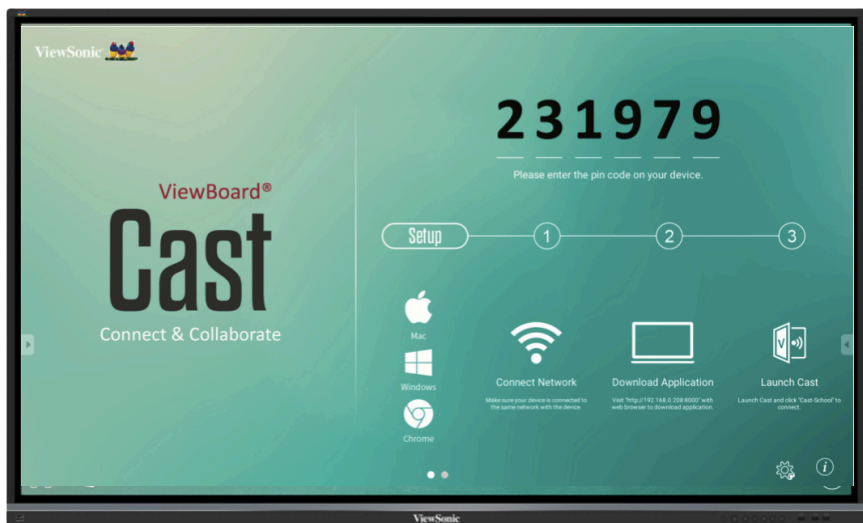 ViewSonic
231979
Please enter the pin code on your device.
ViewBoard®
Cast
Connect & Collaborate
Setup
1
2
3
Mac
Windows
Chrome
Connect Network
Make sure your device is connected to
the same network with the device.
Download Application
Visit "http://192.168.0.208:8000" with
web browser to download application.
Launch Cast
Launch Cast and click "Cast-School" to
connect.
i
ViewSonic